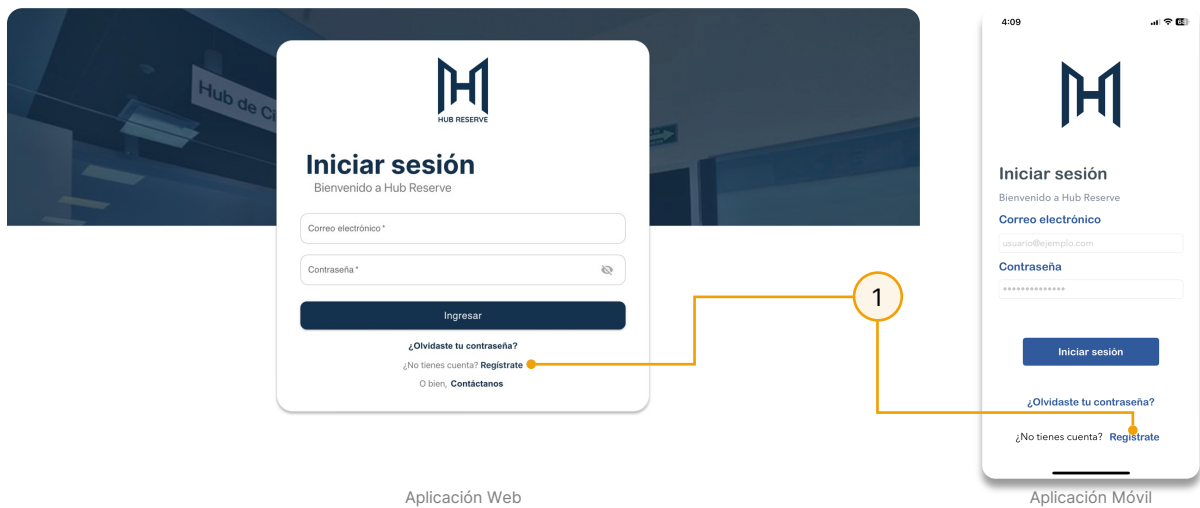 Hub de Ci
HUB RESERVE
Iniciar sesión
Bienvenido a Hub Reserve
Correo electrónico *
Contraseña *
Ingresar
¿Olvidaste tu contraseña?
¿No tienes cuenta? Regístrate
O bien, Contáctanos
Aplicación Web
1
4:09
Iniciar sesión
Bienvenido a Hub Reserve
Correo electrónico
usuario@ejemplo.com
Contraseña
Iniciar sesión
¿Olvidaste tu contraseña?
¿No tienes cuenta? Regístrate
Aplicación Móvil